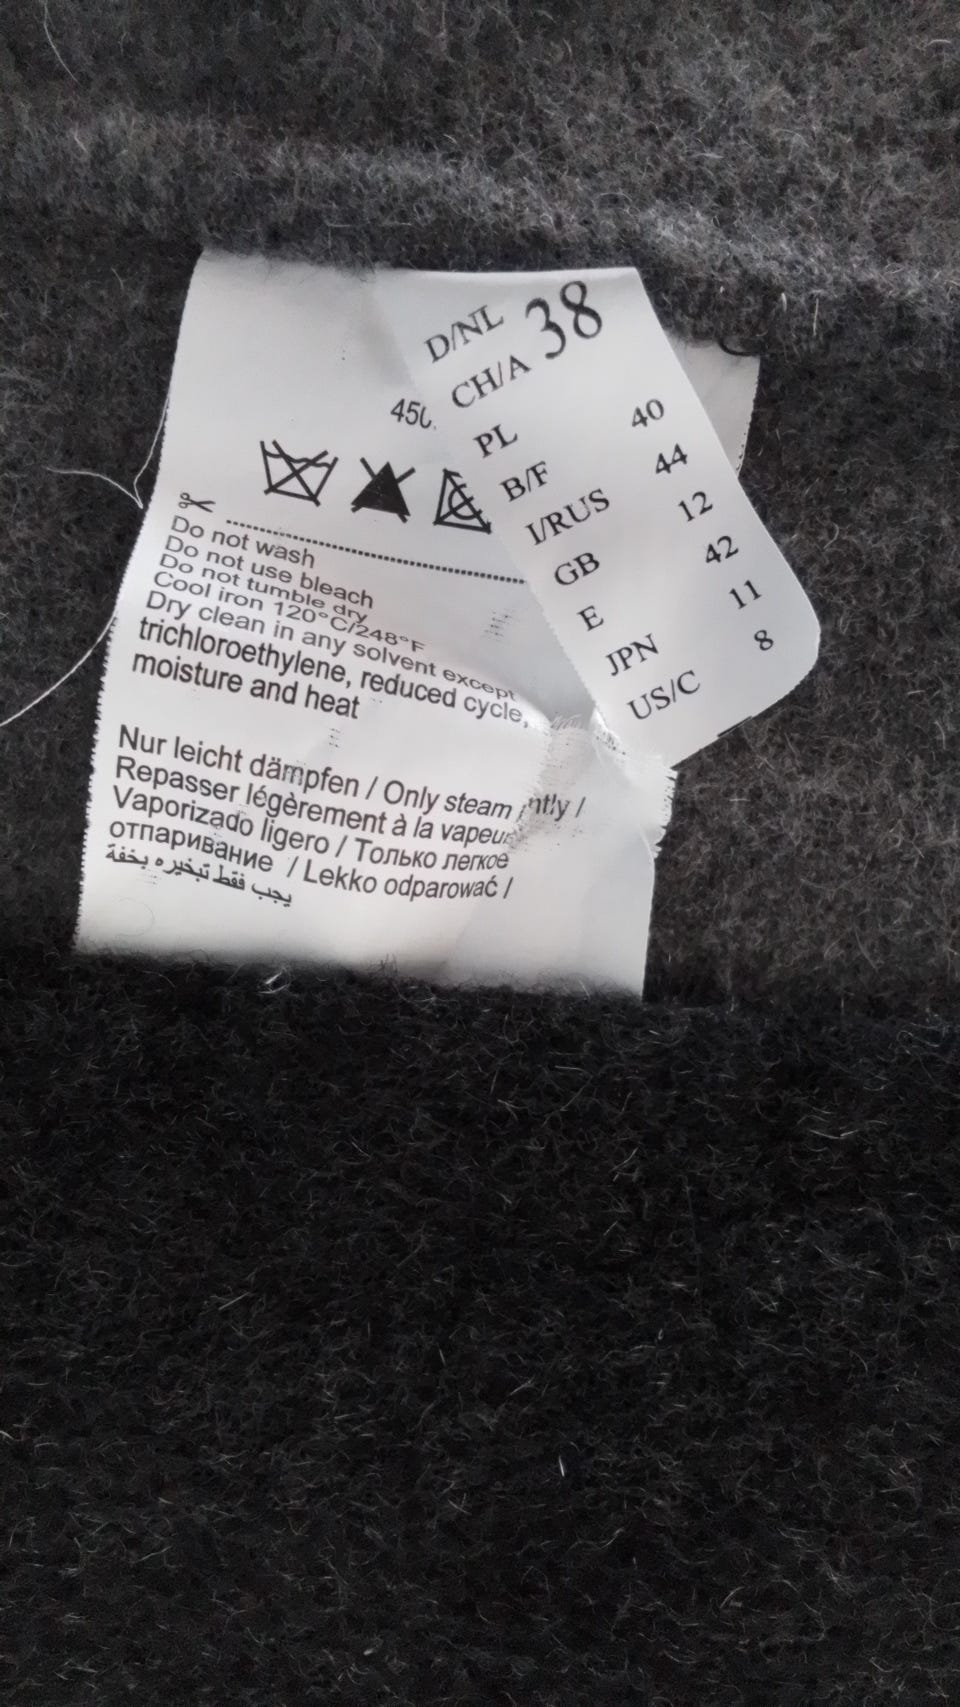 D/NL 38
CH/A
PL
B/F 40
I/RUS 44
GB 12
E 42
JPN 11
US/C 8
450
Do not wash
Do not use bleach
Do not tumble dry
Cool iron 120°C/248°F
Dry clean in any solvent except
trichloroethylene, reduced cycle,
moisture and heat
Nur leicht dämpfen / Only steam /
Repasser légèrement à la vapeur
Vaporizado ligero / Только легкое
отпаривание / Lekko odparować /
يجب فقط تبخيره بخفة